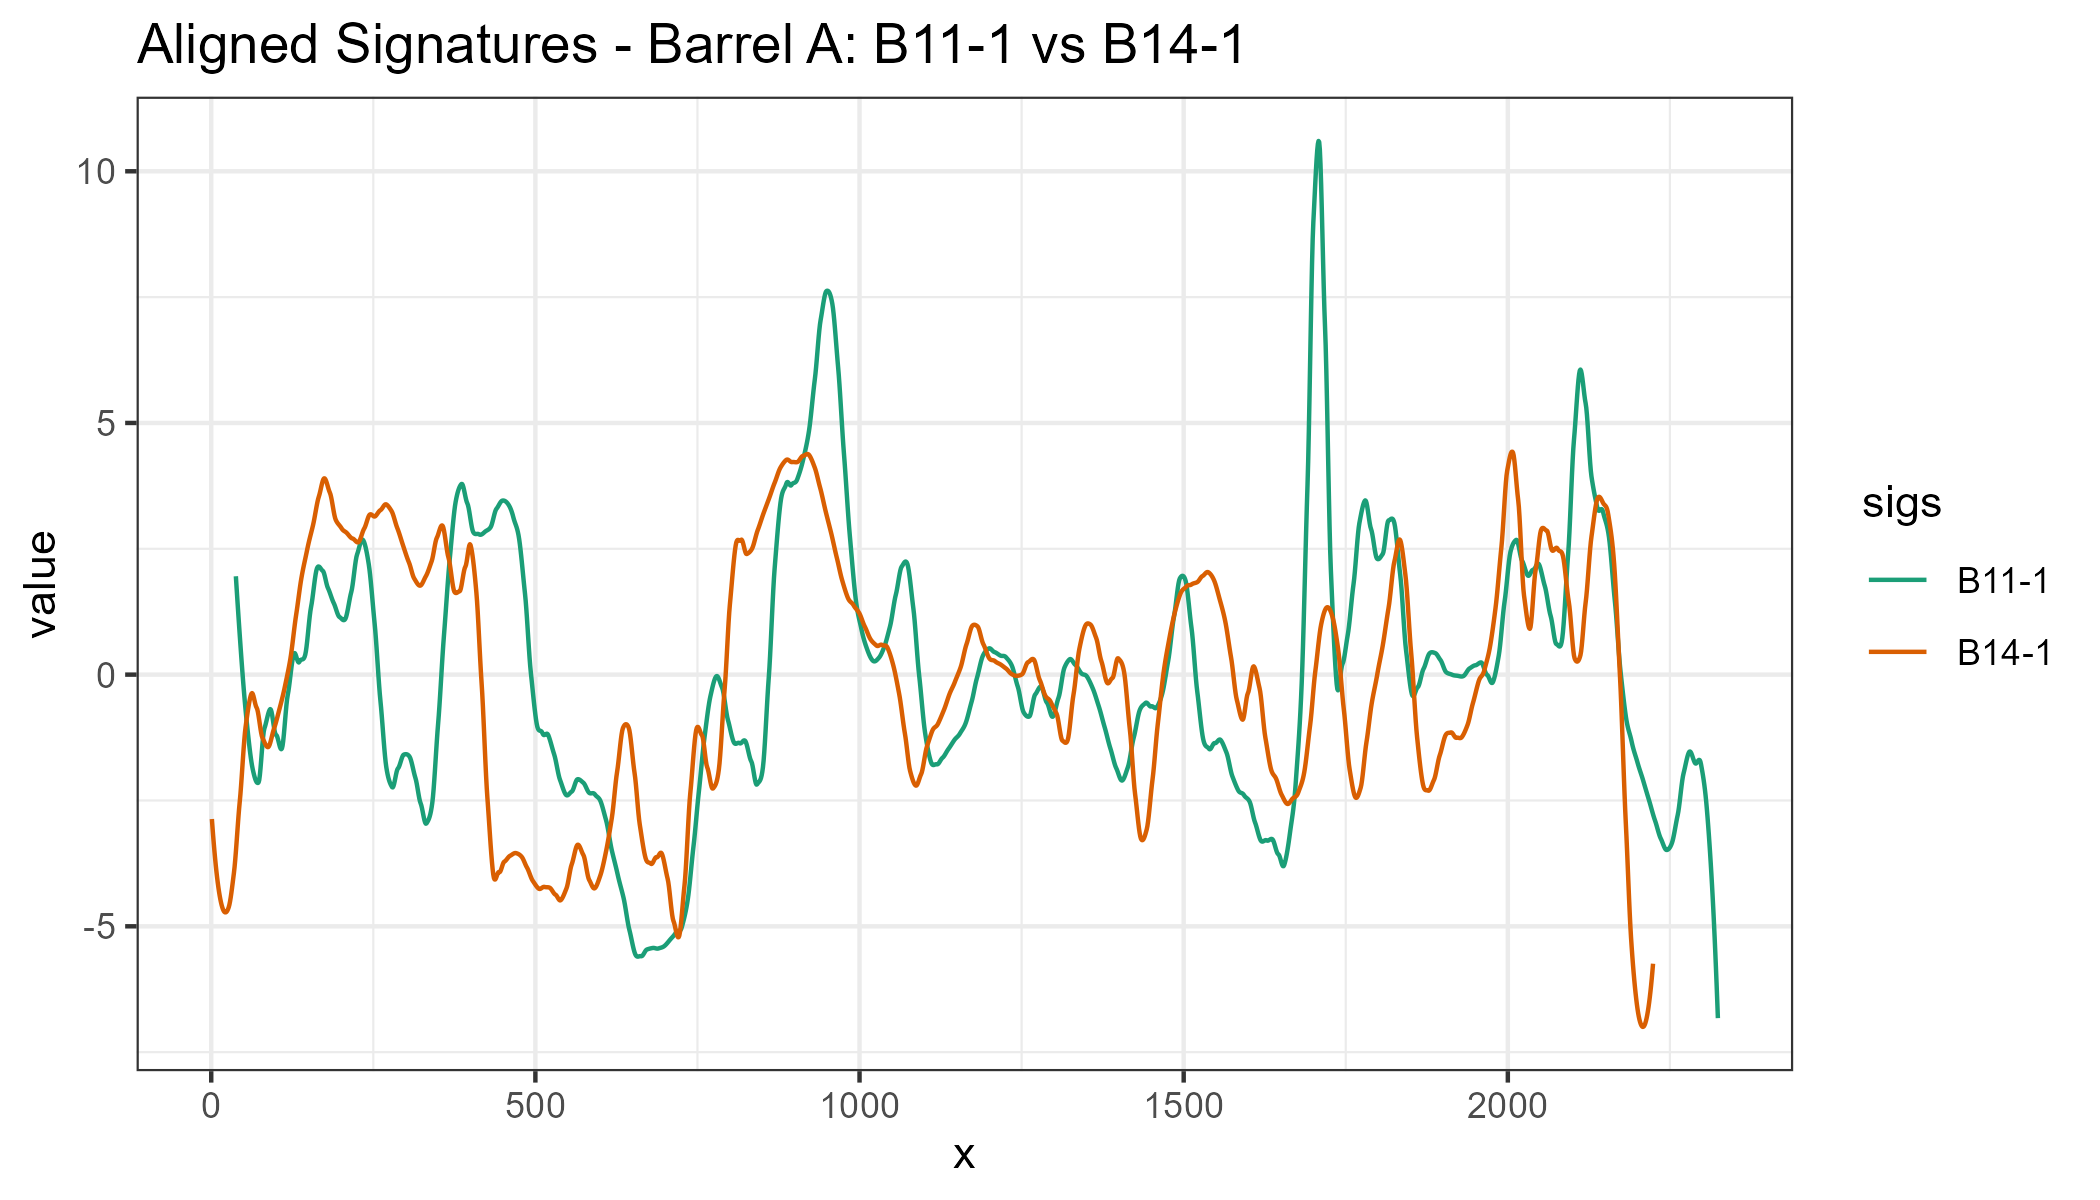 Aligned Signatures - Barrel A: B11-1 vs B14-1
10
5
0
-5
value
0 500 1000 1500 2000
x
sigs
B11-1
B14-1